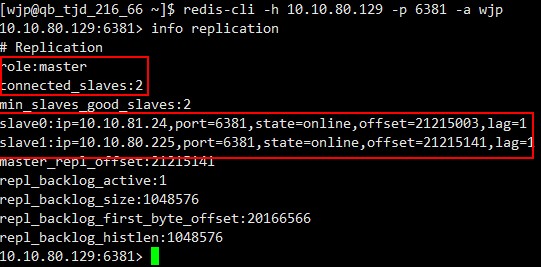 [wjp@qb_tjd_216_66 ~]$ redis-cli -h 10.10.80.129 -p 6381 -a wjp
10.10.80.129:6381> info replication
# Replication
role:master
connected_slaves:2
min_slaves_good_slaves:2
slave0:ip=10.10.81.24,port=6381,state=online,offset=21215003,lag=1
slave1:ip=10.10.80.225,port=6381,state=online,offset=21215141,lag=1
master_repl_offset:21215141
repl_backlog_active:1
repl_backlog_size:1048576
repl_backlog_first_byte_offset:20166566
repl_backlog_histlen:1048576
10.10.80.129:6381>